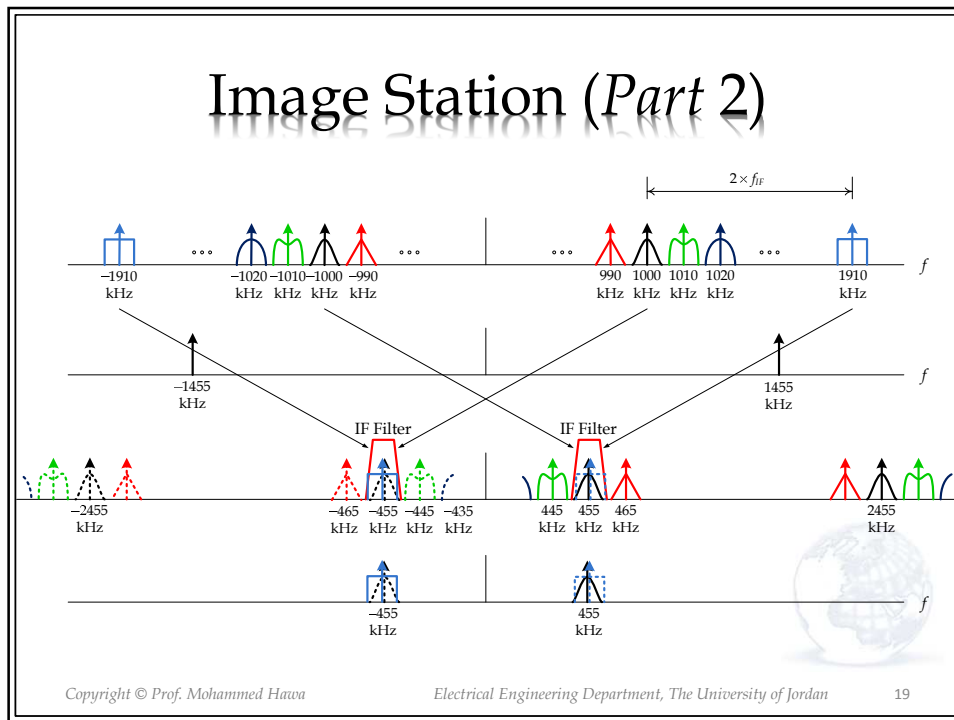 Image Station (Part 2)
2 × fIF
f
–1910 kHz
–1020 kHz
–1010 kHz
–1000 kHz
–990 kHz
990 kHz
1000 kHz
1010 kHz
1020 kHz
1910 kHz
f
–1455 kHz
1455 kHz
IF Filter
IF Filter
–2455 kHz
–465 kHz
–455 kHz
–445 kHz
–435 kHz
445 kHz
455 kHz
465 kHz
2455 kHz
f
–455 kHz
455 kHz
Copyright © Prof. Mohammed Hawa
Electrical Engineering Department, The University of Jordan
19